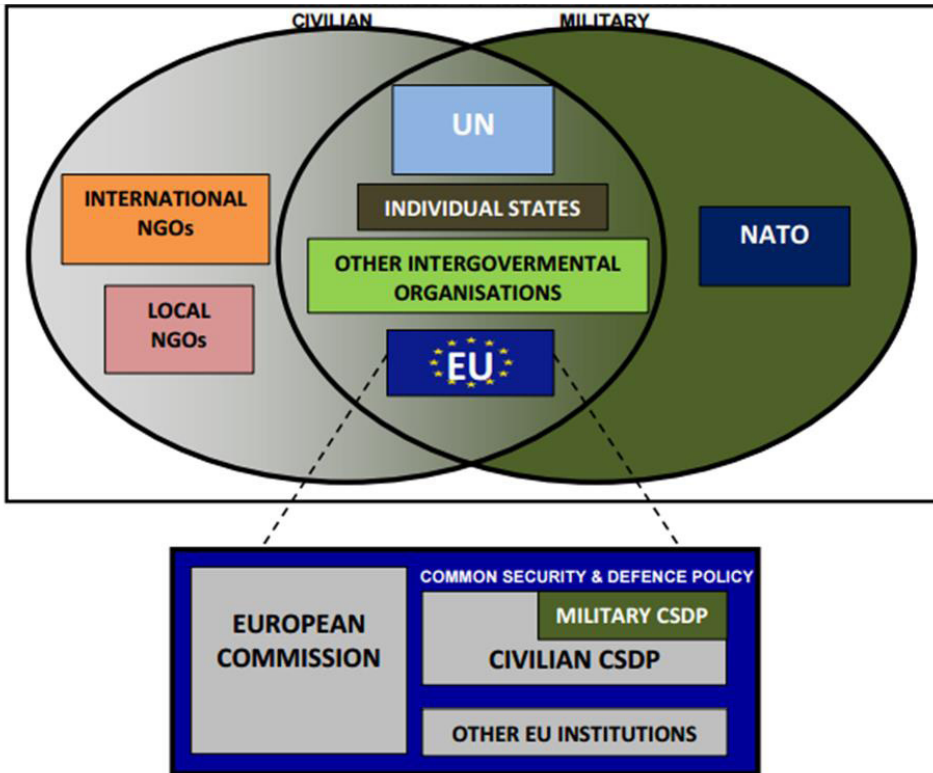 CIVILIAN
MILITARY
UN
INTERNATIONAL
NGOs
INDIVIDUAL STATES
NATO
OTHER INTERGOVERMENTAL
ORGANISATIONS
LOCAL
NGOs
EU
COMMON SECURITY & DEFENCE POLICY
EUROPEAN
COMMISSION
MILITARY CSDP
CIVILIAN CSDP
OTHER EU INSTITUTIONS